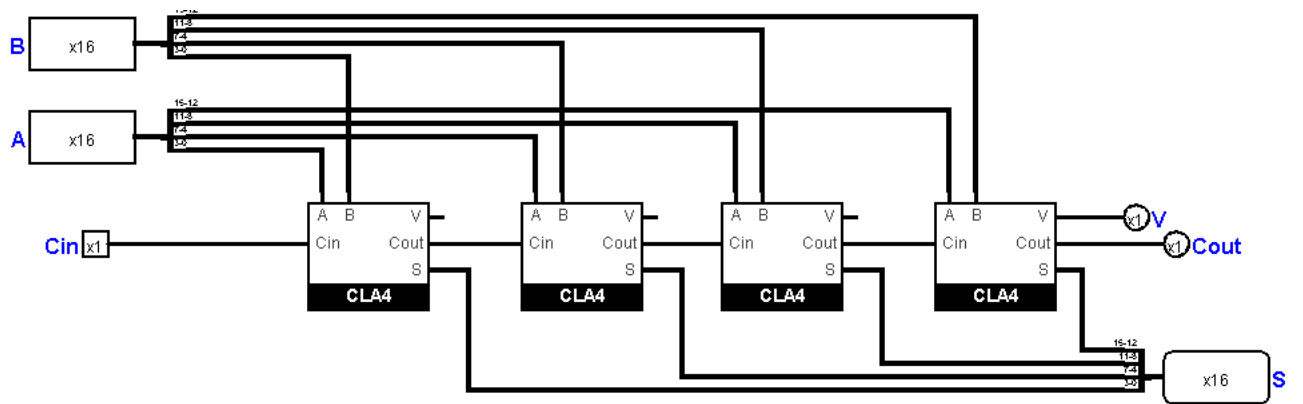 15-12
11-8
7-4
3-0
B x16
15-12
11-8
7-4
3-0
A x16
A B V A B V A B V A B V
x1 V
Cin x1
Cin Cout Cin Cout Cin Cout Cin Cout
x1 Cout
S S S S
CLA4 CLA4 CLA4 CLA4
15-12
11-8
7-4
3-0
x16 S